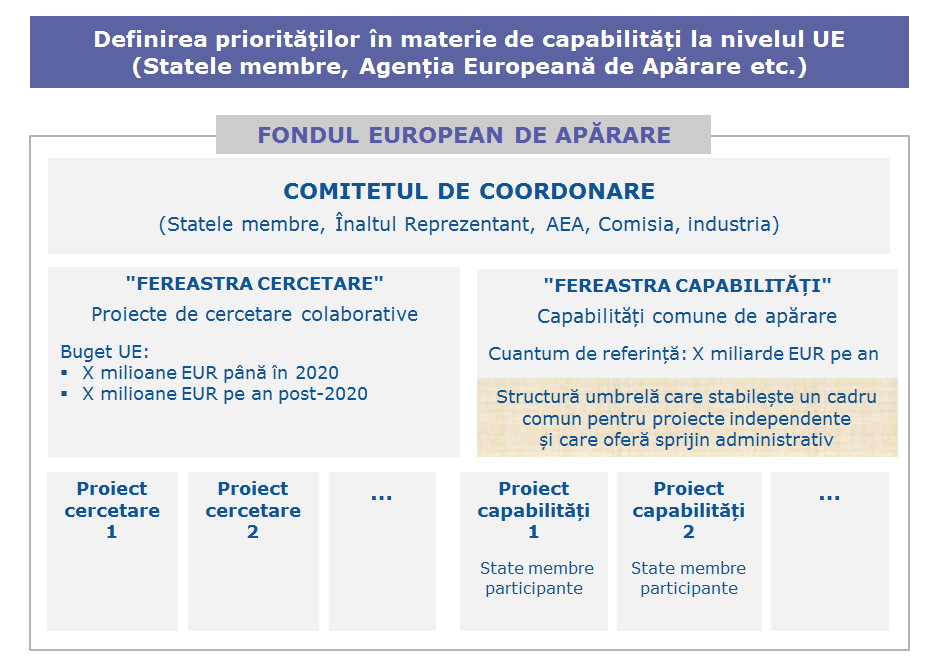 Definirea priorităților în materie de capabilități la nivelul UE
(Statele membre, Agenția Europeană de Apărare etc.)
FONDUL EUROPEAN DE APĂRARE
COMITETUL DE COORDONARE
(Statele membre, Înaltul Reprezentant, AEA, Comisia, industria)
"FEREASTRA CERCETARE"
Proiecte de cercetare colaborative
Buget UE:
▪ X milioane EUR până în 2020
▪ X milioane EUR pe an post-2020
"FEREASTRA CAPABILITĂȚI"
Capabilități comune de apărare
Cuantum de referință: X miliarde EUR pe an
Structură umbrelă care stabilește un cadru
comun pentru proiecte independente
și care oferă sprijin administrativ
Proiect
cercetare
1
Proiect
cercetare
2
...
Proiect
capabilități
1
State membre
participante
Proiect
capabilități
2
State membre
participante
...